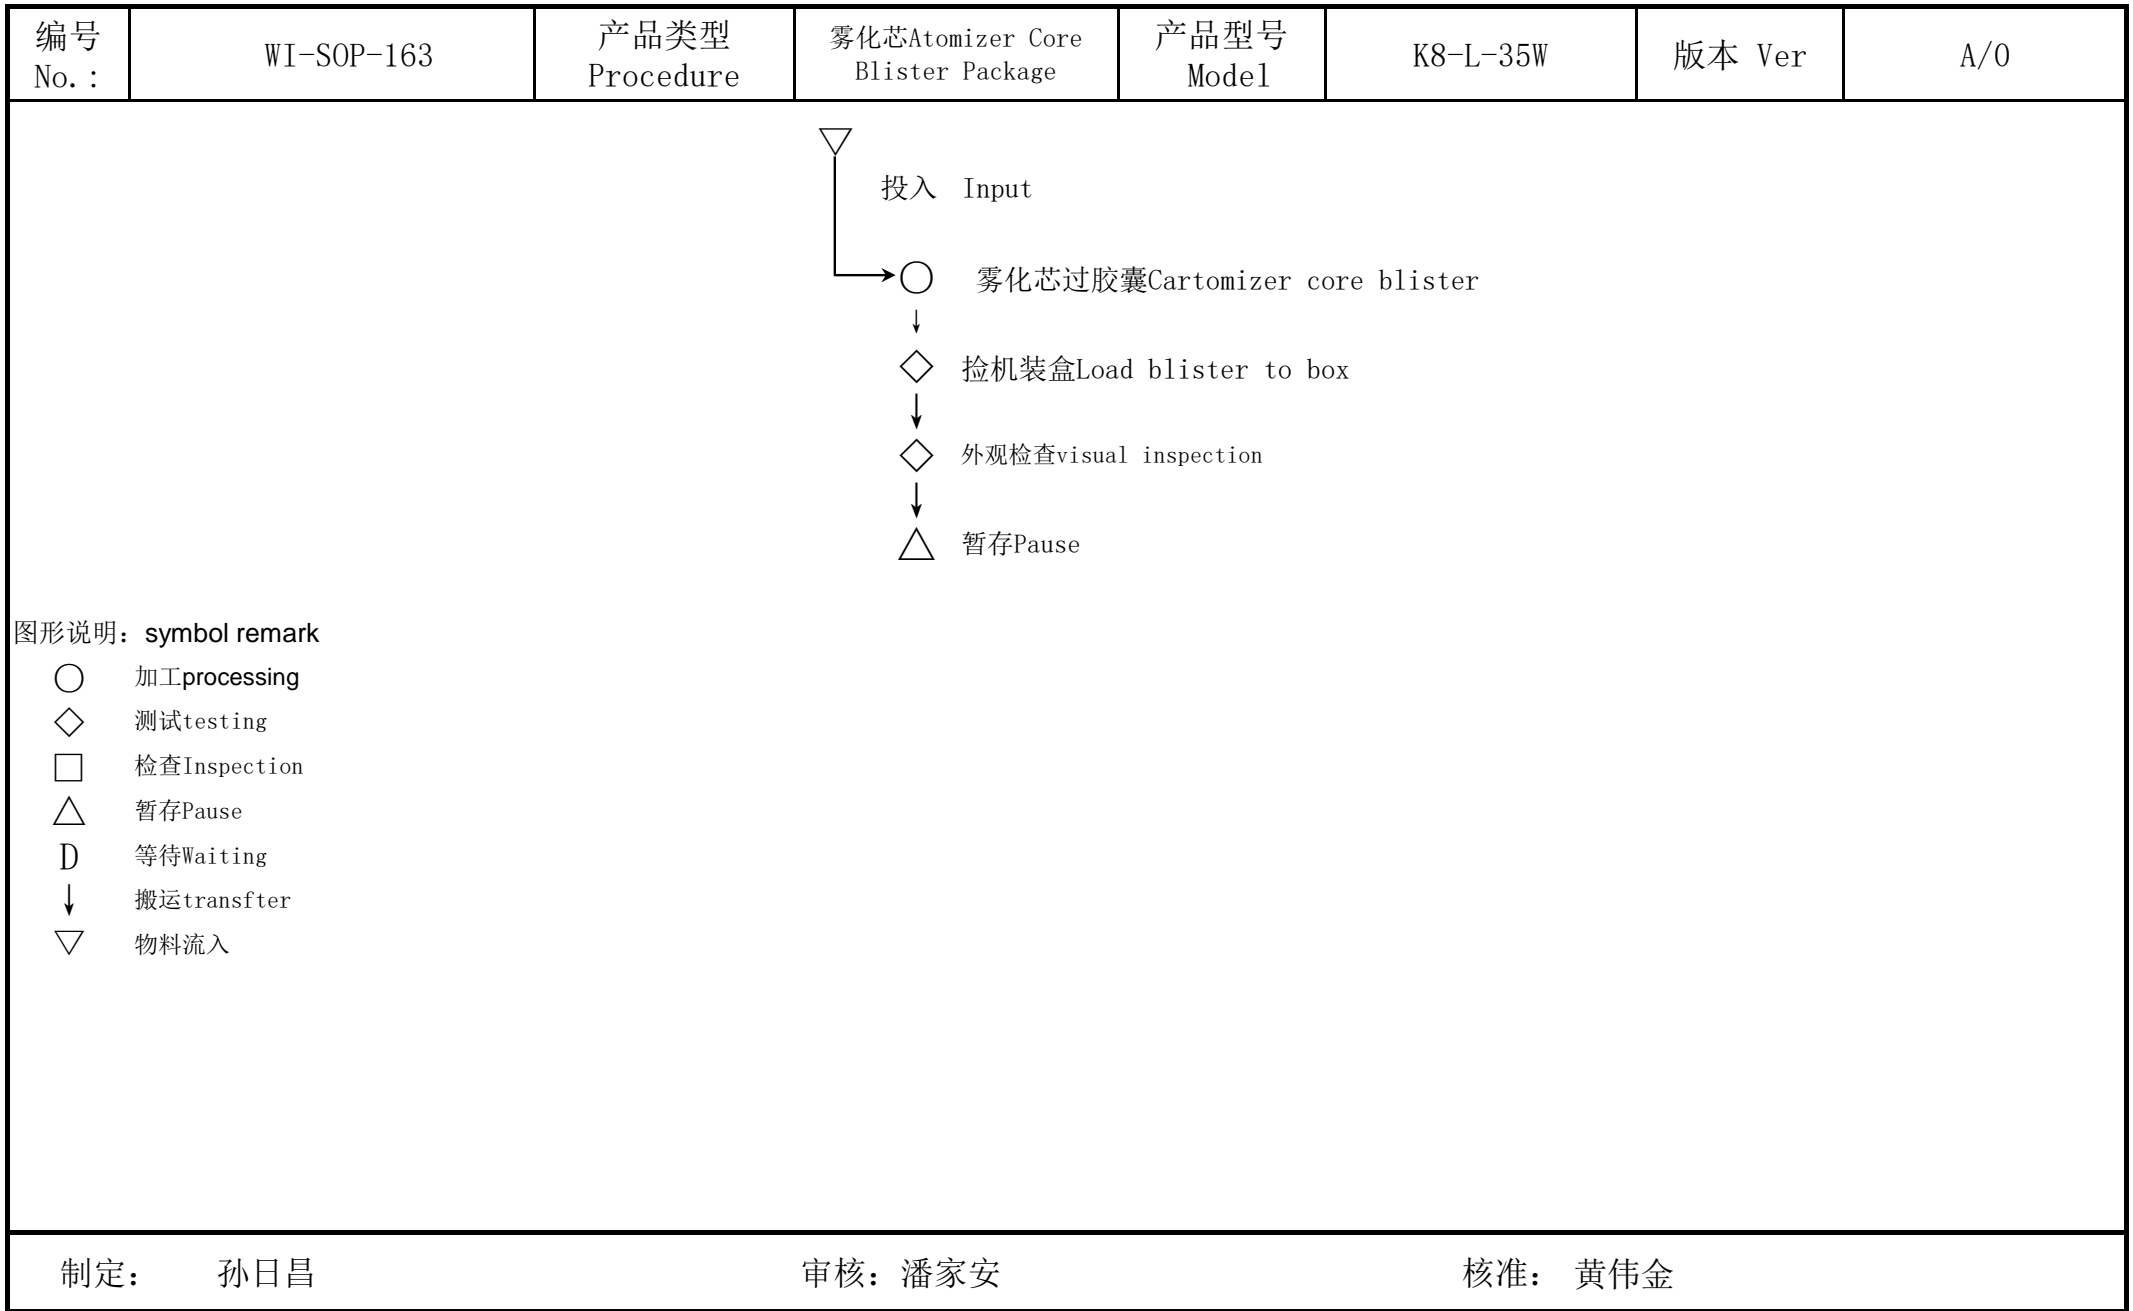 编号
No.:
WI-SOP-163
产品类型
Procedure
雾化芯Atomizer Core
Blister Package
产品型号
Model
K8-L-35W
版本 Ver
A/0
投入 Input
雾化芯过胶囊Cartomizer core blister
捡机装盒Load blister to box
外观检查visual inspection
暂存Pause
图形说明：symbol remark
加工processing
测试testing
检查Inspection
暂存Pause
D 等待Waiting
搬运transfter
物料流入
制定： 孙日昌
审核：潘家安
核准： 黄伟金